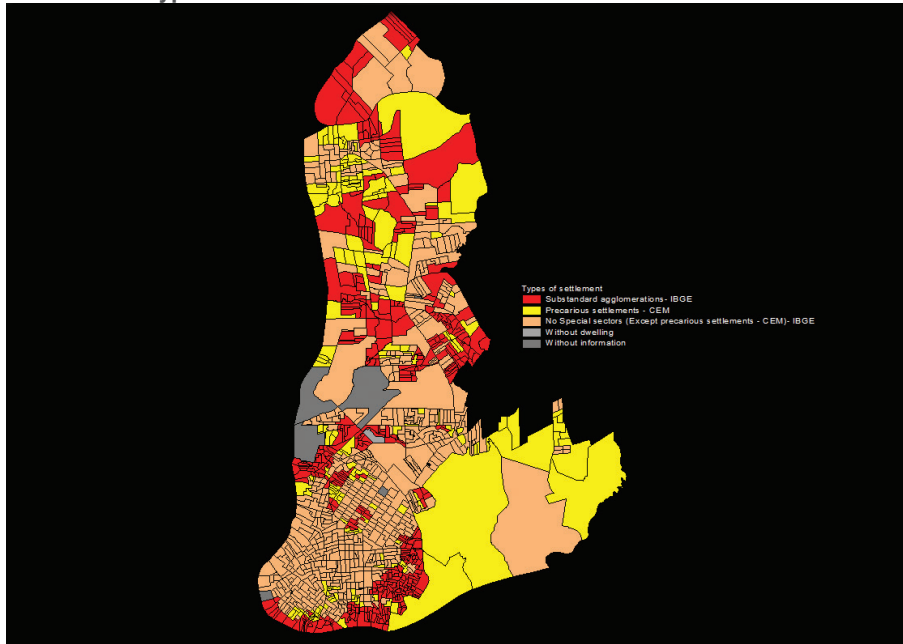 Types of settlement
Substandard agglomerations- IBGE
Precarious settlements - CEM
No Special sectors (Except precarious settlements - CEM)- IBGE
Without dwelling
Without information